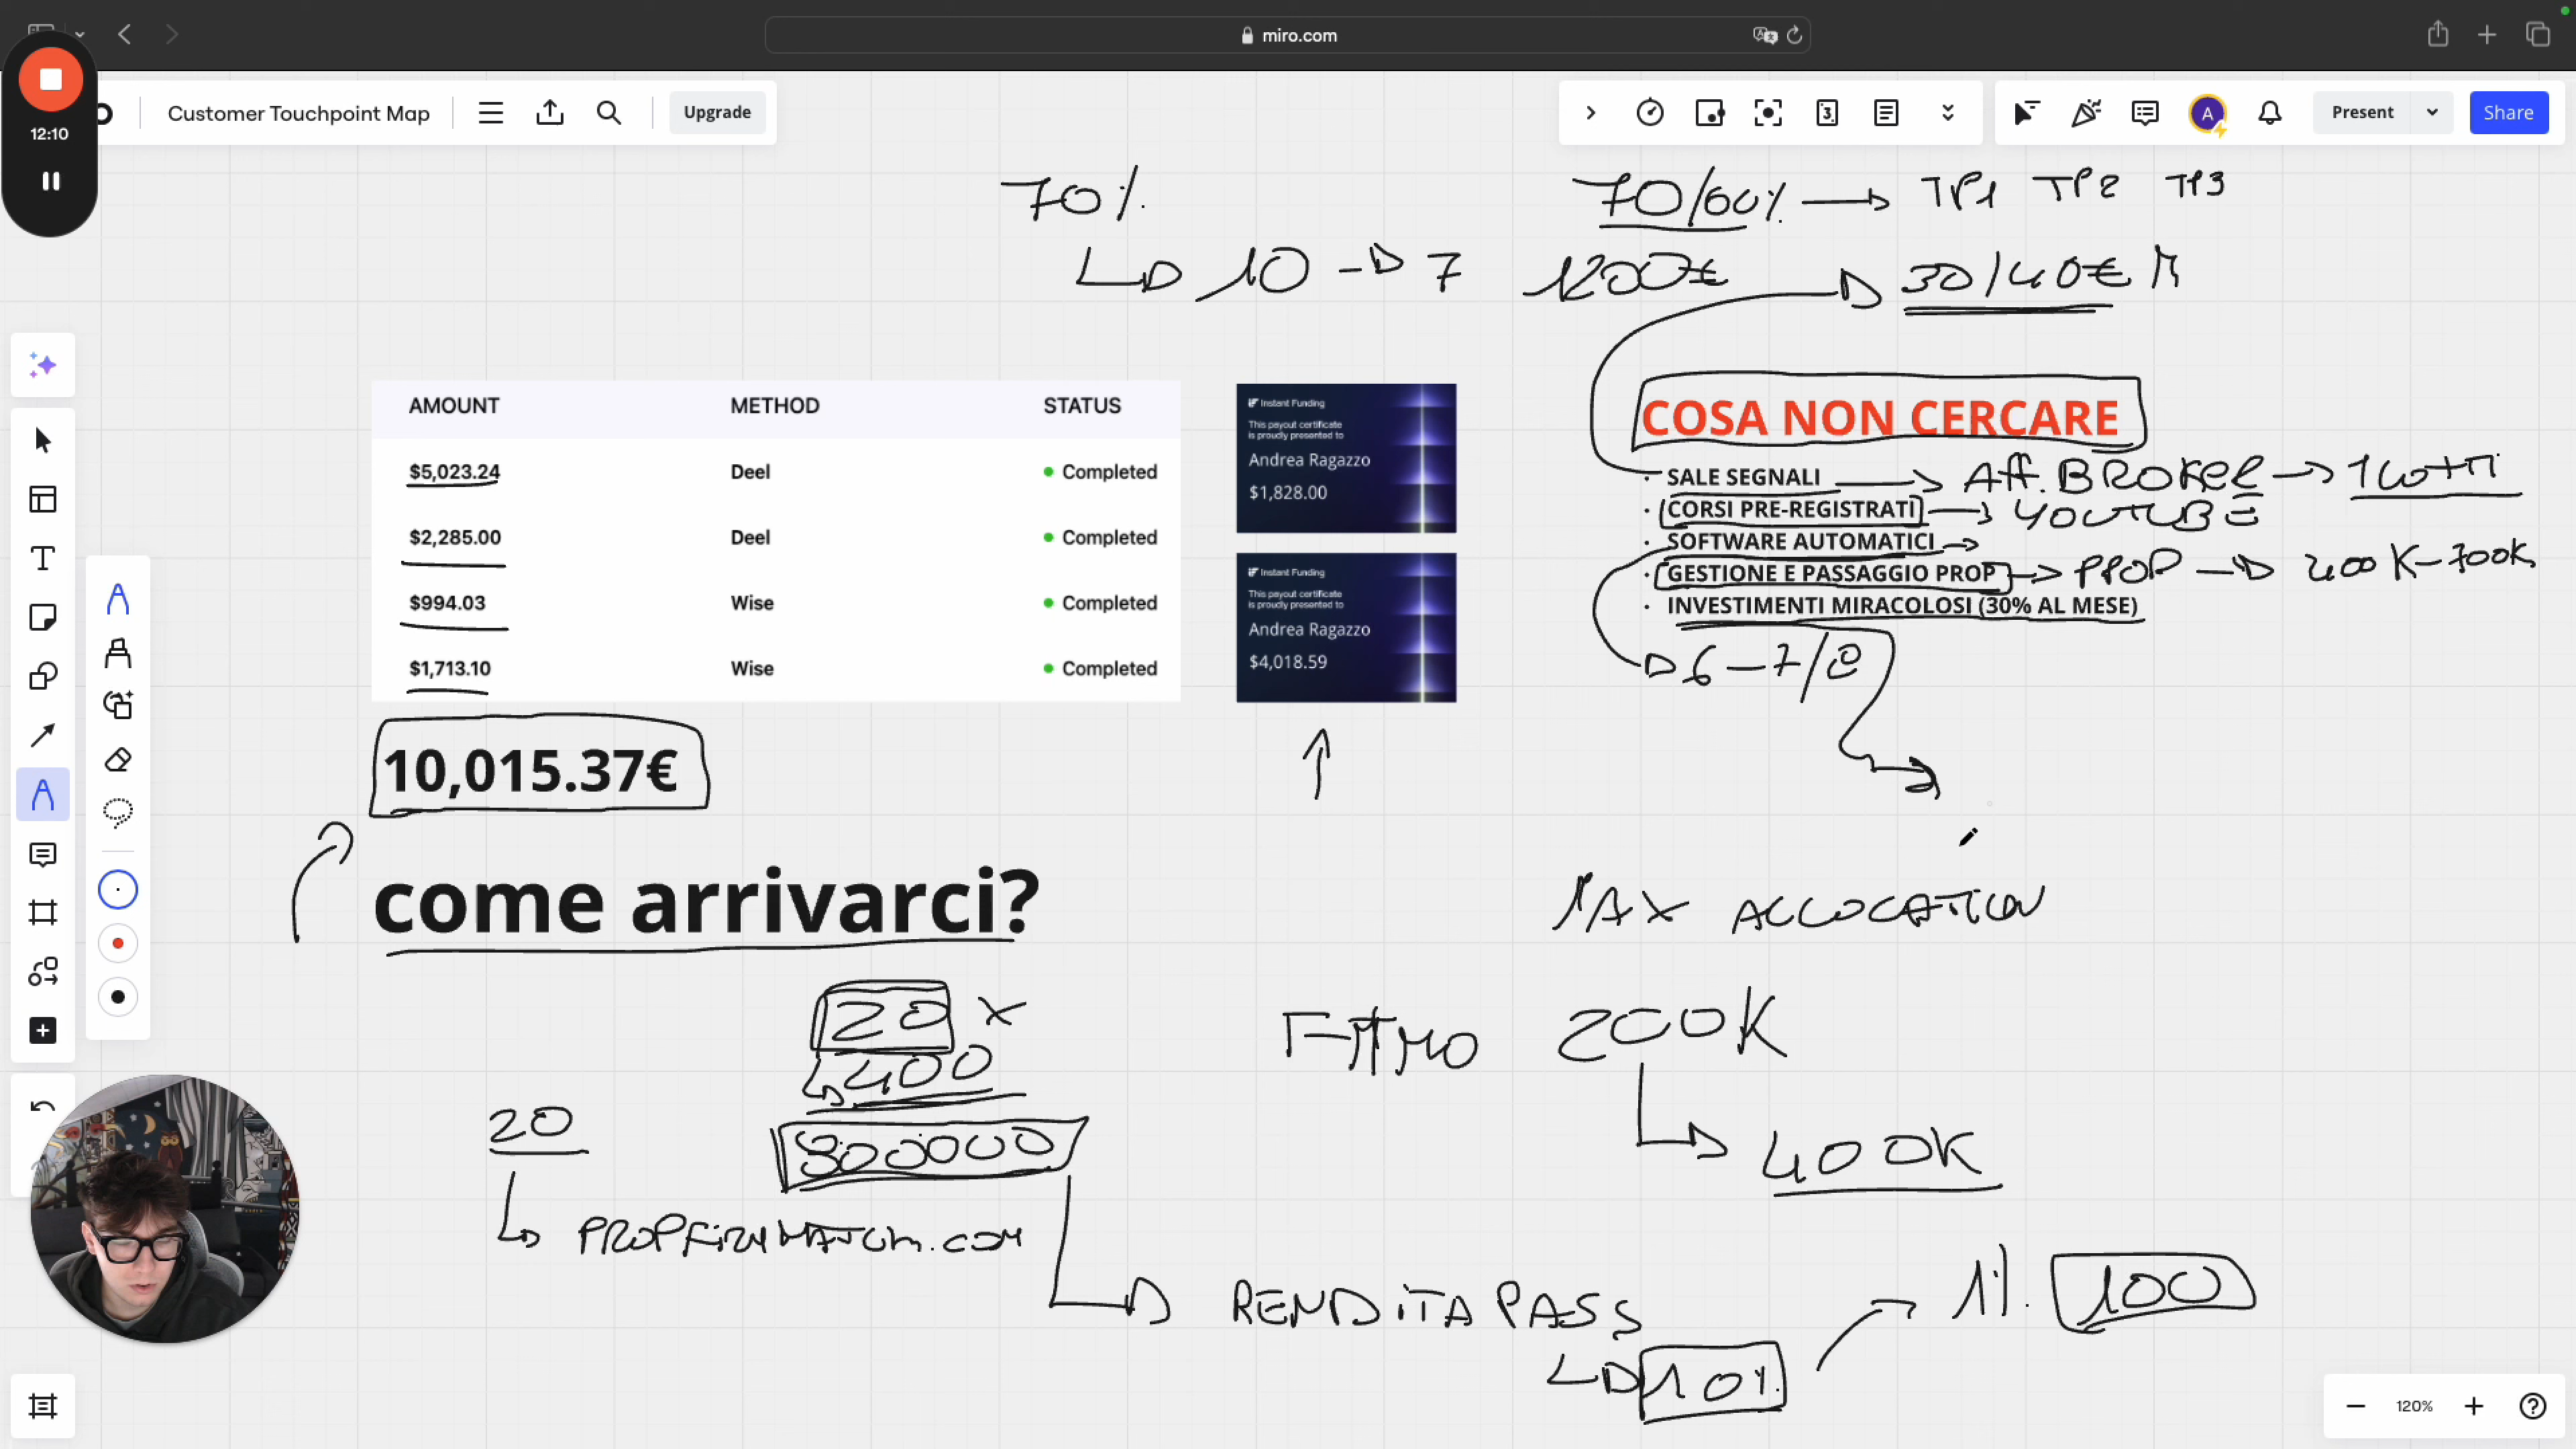 miro.com
12:10
Customer Touchpoint Map
Upgrade
A
Present
Share
70%
70/60% TP1 TP2 TP3
10 7 1200€ 30/40€ M
AMOUNT METHOD STATUS
$5,023.24 Deel Completed
$2,285.00 Deel Completed
$994.03 Wise Completed
$1,713.10 Wise Completed
Instant Funding
This payout certificate
is proudly presented to
Andrea Ragazzo
$1,828.00
Instant Funding
This payout certificate
is proudly presented to
Andrea Ragazzo
$4,018.59
COSA NON CERCARE
· SALE SEGNALI Aff. BROKER
· CORSI PRE-REGISTRATI YOUTUBE
· SOFTWARE AUTOMATICI
· GESTIONE E PASSAGGIO PROP PROP 400K-700K
· INVESTIMENTI MIRACOLOSI (30% AL MESE)
6-7/8
10,015.37€
come arrivarci?
MAX ALLOCATION
20 x
400
FTMO 200K
400K
20
800000
PROPFIRMMATCH.COM
RENDITA PASS
10%
1% 100
120%